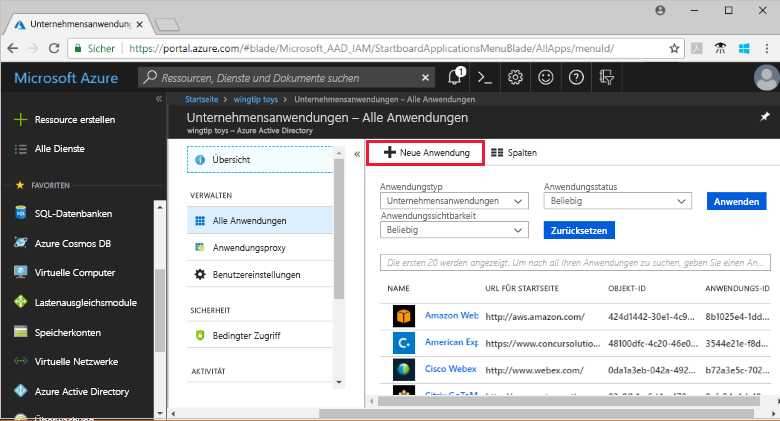 Unternehmensanwendung
Sicher https://portal.azure.com/#blade/Microsoft_AAD_IAM/StartboardApplicationsMenuBlade/AllApps/menuId/
Microsoft Azure
Ressourcen, Dienste und Dokumente suchen
1
Startseite > wingtip toys > Unternehmensanwendungen – Alle Anwendungen
Unternehmensanwendungen – Alle Anwendungen
wingtip toys – Azure Active Directory
Ressource erstellen
Alle Dienste
FAVORITEN
SQL-Datenbanken
Azure Cosmos DB
Virtuelle Computer
Lastenausgleichsmodule
Speicherkonten
Virtuelle Netzwerke
Azure Active Directory
Überwachung
Übersicht
VERWALTEN
Alle Anwendungen
Anwendungsproxy
Benutzereinstellungen
SICHERHEIT
Bedingter Zugriff
AKTIVITÄT
Neue Anwendung
Spalten
Anwendungstyp
Unternehmensanwendungen
Anwendungsstatus
Beliebig
Anwenden
Anwendungssichtbarkeit
Beliebig
Zurücksetzen
Die ersten 20 werden angezeigt. Um nach all Ihren Anwendungen zu suchen, geben Sie einen An...
NAME URL FÜR STARTSEITE OBJEKT-ID ANWENDUNGS-ID
Amazon Web http://aws.amazon.com/ 424d1442-30e1-4c9... 8b1025e4-1dd...
American Exp https://www.concursolutio... 48100dfc-4c20-46e0... 3544e21e-f8d...
Cisco Webex http://www.webex.com/ 0da1a3eb-042a-492... b72a3e5c-702...
Citrix GoToM